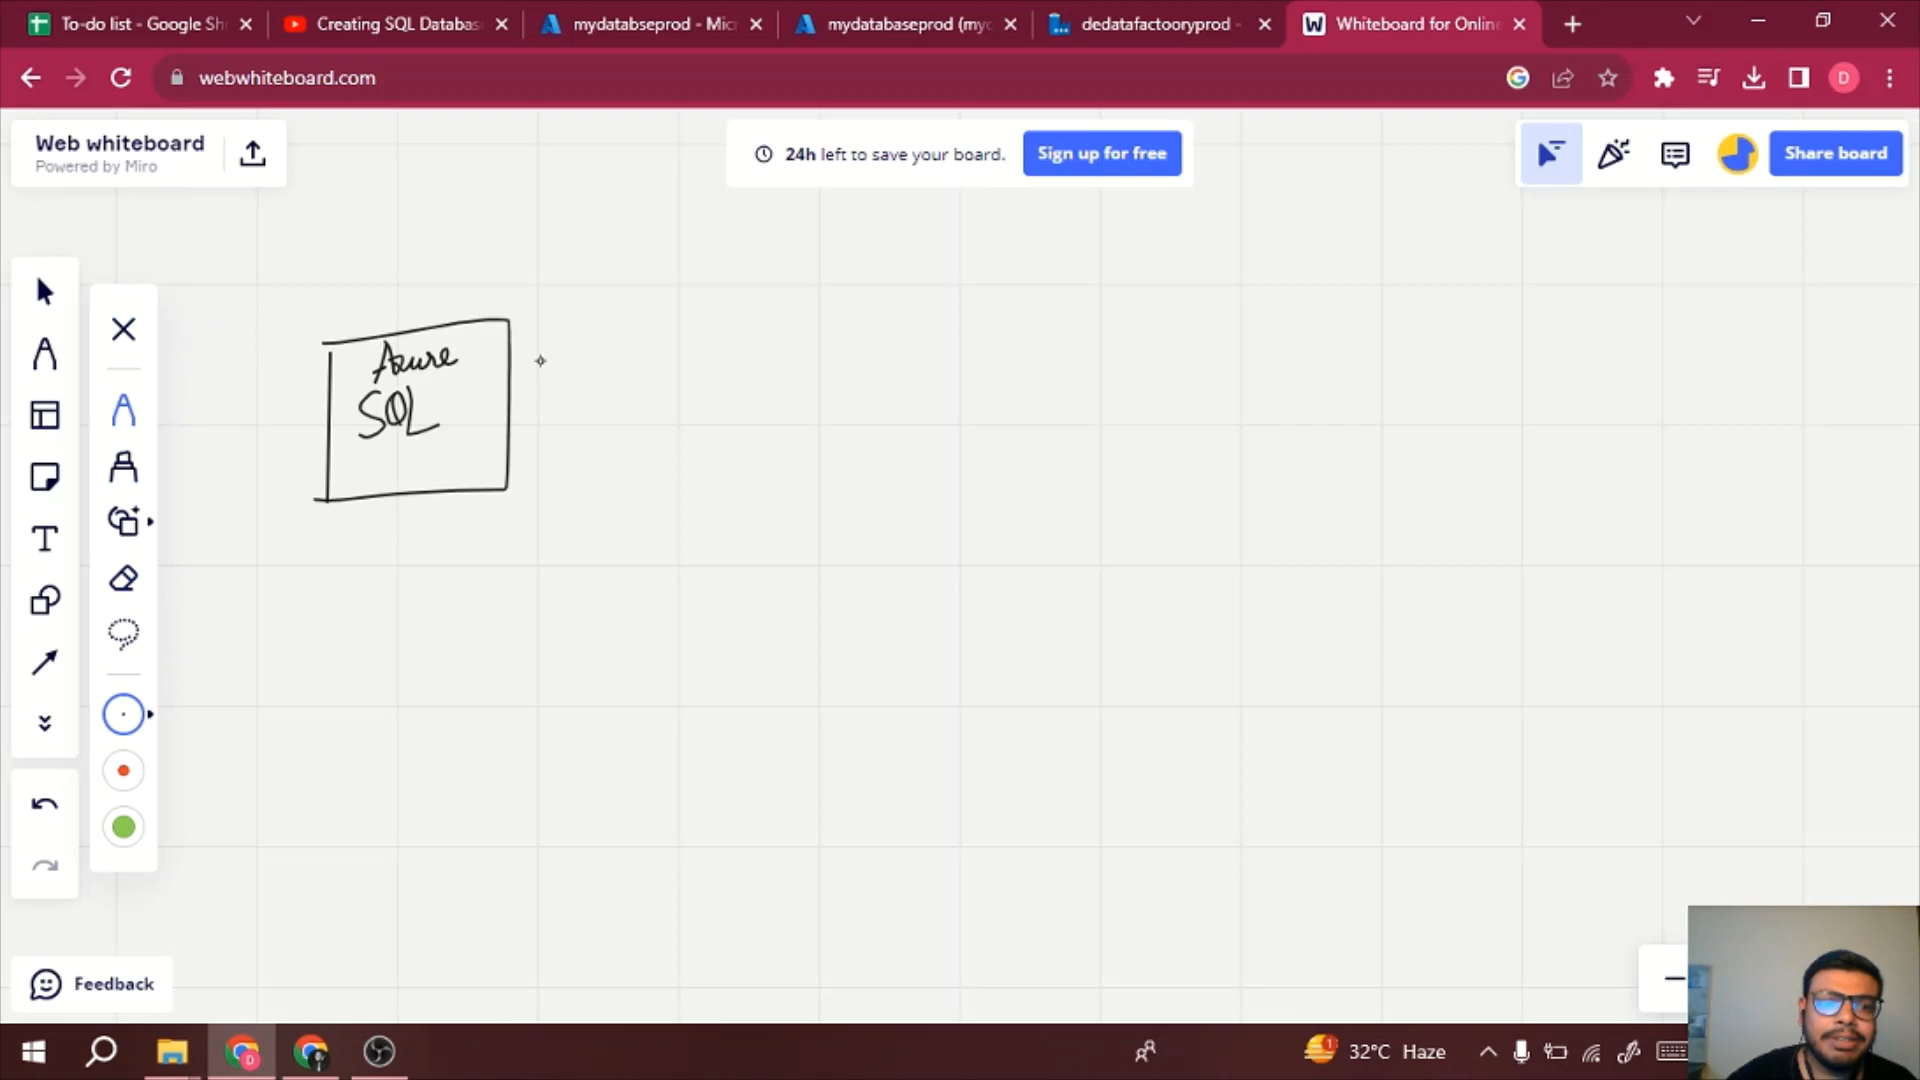 To-do list - Google Sh
Creating SQL Databas
mydatabseprod - Mic
mydatabaseprod (my
dedatafactooryprod -
Whiteboard for Onlin
webwhiteboard.com
D
Web whiteboard
Powered by Miro
24h left to save your board.
Sign up for free
Share board
Azure
SQL
Feedback
32°C Haze